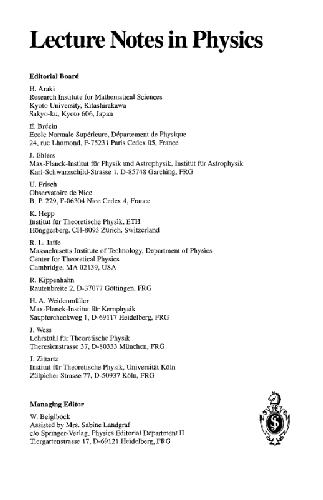 Lecture Notes in Physics
Editorial Board
H. Araki
Research Institute for Mathematical Sciences
Kyoto University, Kitashirakawa
Sakyo-ku, Kyoto 606, Japan
E. Brézin
Ecole Normale Supérieure, Département de Physique
24, rue Lhomond, F-75231 Paris Cedex 05, France
J. Ehlers
Max-Planck-Institut für Physik und Astrophysik, Institut für Astrophysik
Karl-Schwarzschild-Strasse 1, D-85748 Garching, FRG
U. Frisch
Observatoire de Nice
B. P. 229, F-06304 Nice Cedex 4, France
K. Hepp
Institut für Theoretische Physik, ETH
Hönggerberg, CH-8093 Zürich, Switzerland
R. L. Jaffe
Massachusetts Institute of Technology, Department of Physics
Center for Theoretical Physics
Cambridge, MA 02139, USA
R. Kippenhahn
Rautenbreite 2, D-37077 Göttingen, FRG
H. A. Weidenmüller
Max-Planck-Institut für Kernphysik
Saupfercheckweg 1, D-69117 Heidelberg, FRG
J. Wess
Lehrstuhl für Theoretische Physik
Theresienstrasse 37, D-80333 München, FRG
J. Zittartz
Institut für Theoretische Physik, Universität Köln
Zülpicher Strasse 77, D-50937 Köln, FRG
Managing Editor
W. Beiglböck
Assisted by Mrs. Sabine Landgraf
c/o Springer-Verlag, Physics Editorial Department II
Tiergartenstrasse 17, D-69121 Heidelberg, FRG